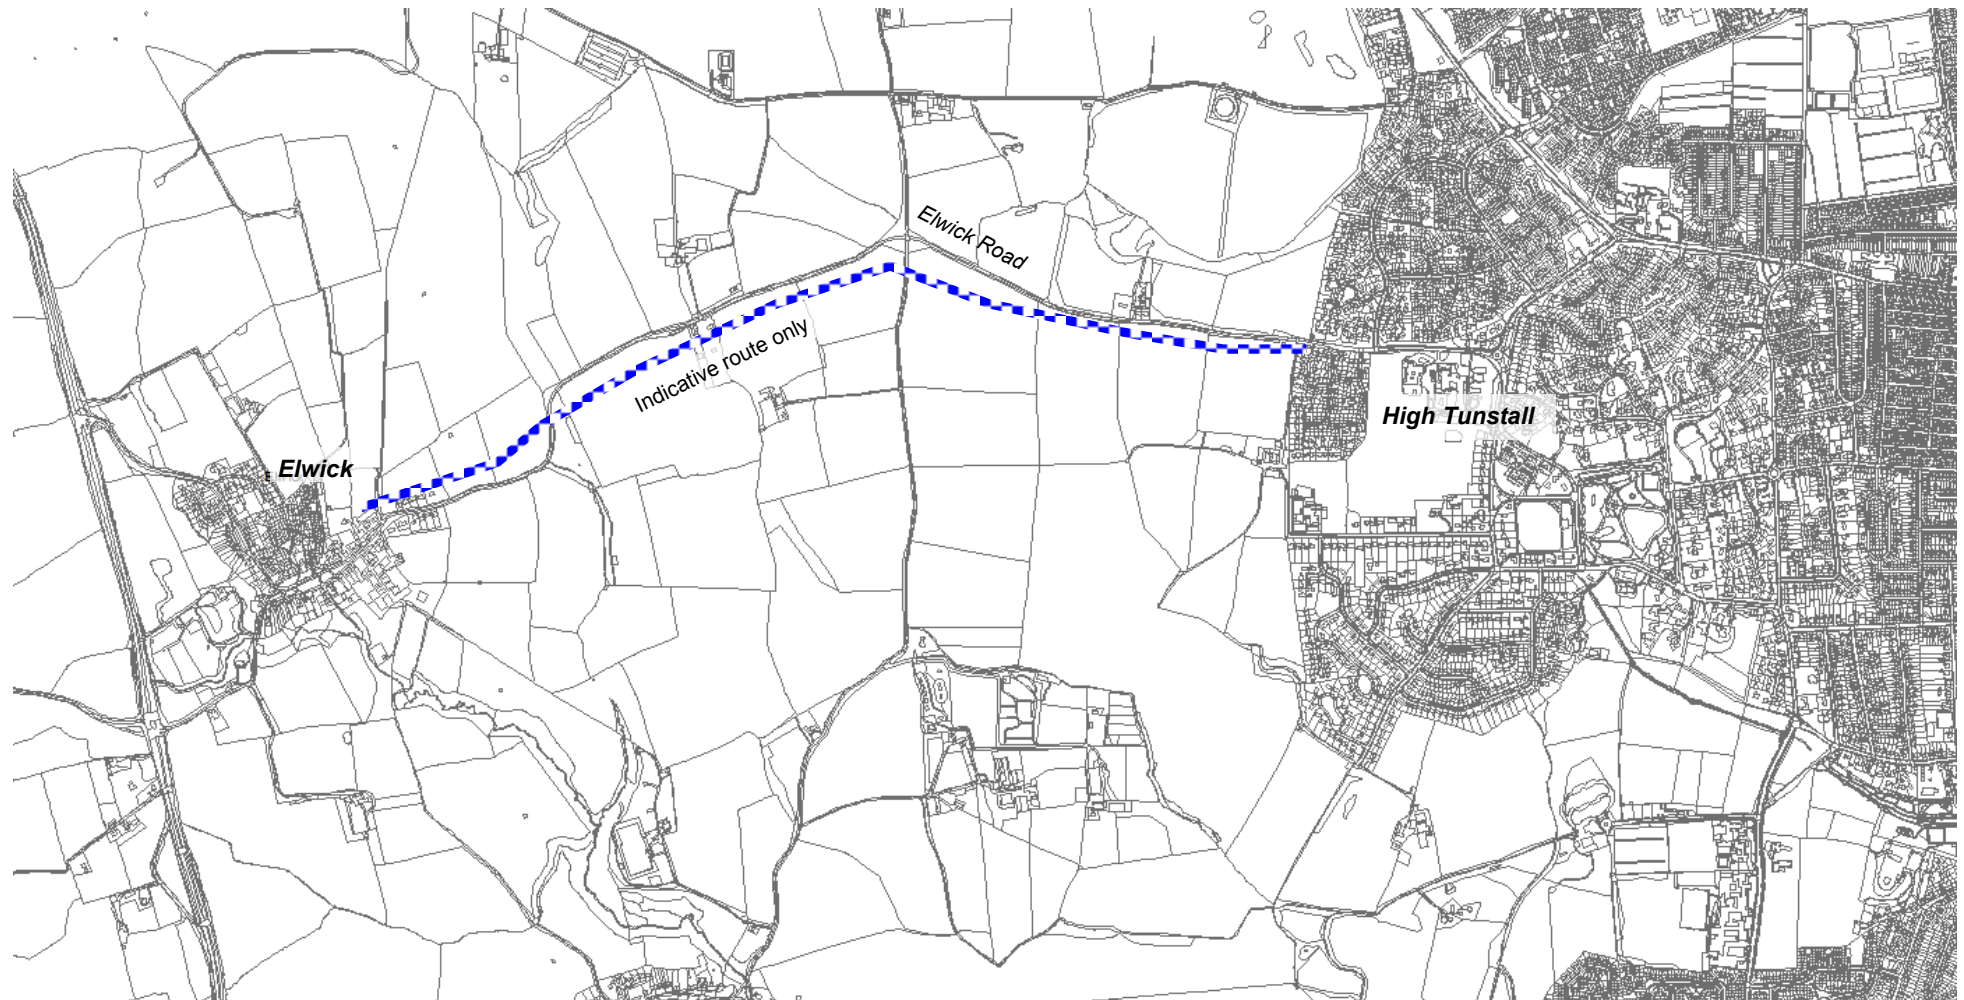 Elwick Road
Indicative route only
High Tunstall
Elwick